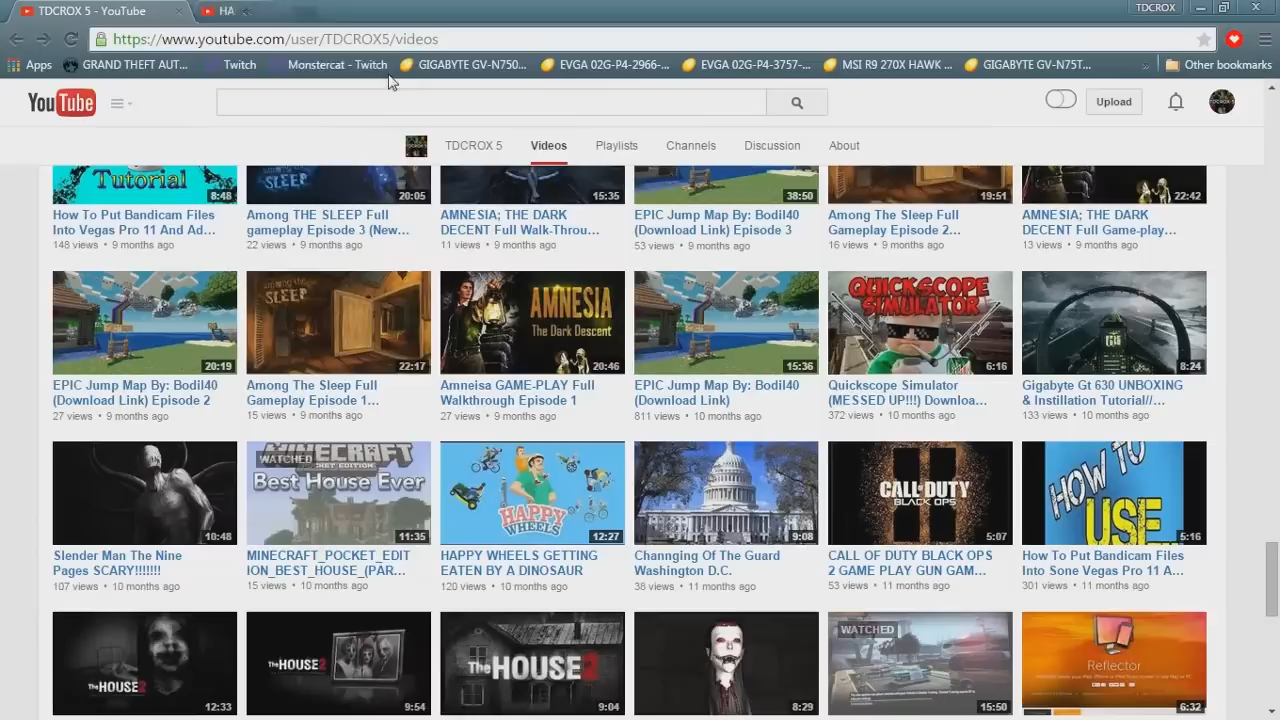 TDCROX 5 - YouTube
HA
TDCROX
https://www.youtube.com/user/TDCROX5/videos
Apps
GRAND THEFT AUT...
Twitch
Monstercat - Twitch
GIGABYTE GV-N750...
EVGA 02G-P4-2966-...
EVGA 02G-P4-3757-...
MSI R9 270X HAWK ...
GIGABYTE GV-N75T...
Other bookmarks
YouTube
Upload
TDCROX 5
Videos
Playlists
Channels
Discussion
About
Tutorial
8:48
SLEEP
20:05
15:35
38:50
19:51
22:42
How To Put Bandicam Files
Into Vegas Pro 11 And Ad...
148 views • 9 months ago
Among THE SLEEP Full
gameplay Episode 3 (New...
22 views • 9 months ago
AMNESIA; THE DARK
DECENT Full Walk-Throu...
11 views • 9 months ago
EPIC Jump Map By: Bodil40
(Download Link) Episode 3
53 views • 9 months ago
Among The Sleep Full
Gameplay Episode 2...
16 views • 9 months ago
AMNESIA; THE DARK
DECENT Full Game-play...
13 views • 9 months ago
20:19
Among the
SLEEP
22:17
AMNESIA
The Dark Descent
20:46
15:36
QUICKSCOPE
SIMULATOR
6:16
8:24
EPIC Jump Map By: Bodil40
(Download Link) Episode 2
27 views • 9 months ago
Among The Sleep Full
Gameplay Episode 1...
15 views • 9 months ago
Amneisa GAME-PLAY Full
Walkthrough Episode 1
27 views • 9 months ago
EPIC Jump Map By: Bodil40
(Download Link)
811 views • 10 months ago
Quickscope Simulator
(MESSED UP!!!) Downloa...
372 views • 10 months ago
Gigabyte Gt 630 UNBOXING
& Instillation Tutorial//...
133 views • 10 months ago
10:48
MINECRAFT
WATCHED
POCKET EDITION
Best House Ever
11:35
HAPPY
WHEELS
12:27
9:08
CALL OF DUTY
BLACK OPS
II
5:07
HOW TO
USE
5:16
Slender Man The Nine
Pages SCARY!!!!!!!
107 views • 10 months ago
MINECRAFT_POCKET_EDIT
ION_BEST_HOUSE_(PAR...
15 views • 10 months ago
HAPPY WHEELS GETTING
EATEN BY A DINOSAUR
120 views • 10 months ago
Channging Of The Guard
Washington D.C.
38 views • 11 months ago
CALL OF DUTY BLACK OPS
2 GAME PLAY GUN GAM...
53 views • 11 months ago
How To Put Bandicam Files
Into Sone Vegas Pro 11 A...
301 views • 11 months ago
The HOUSE 2
12:33
The HOUSE 2
9:54
The HOUSE 2
9:04
8:29
WATCHED
15:50
Reflector
6:32